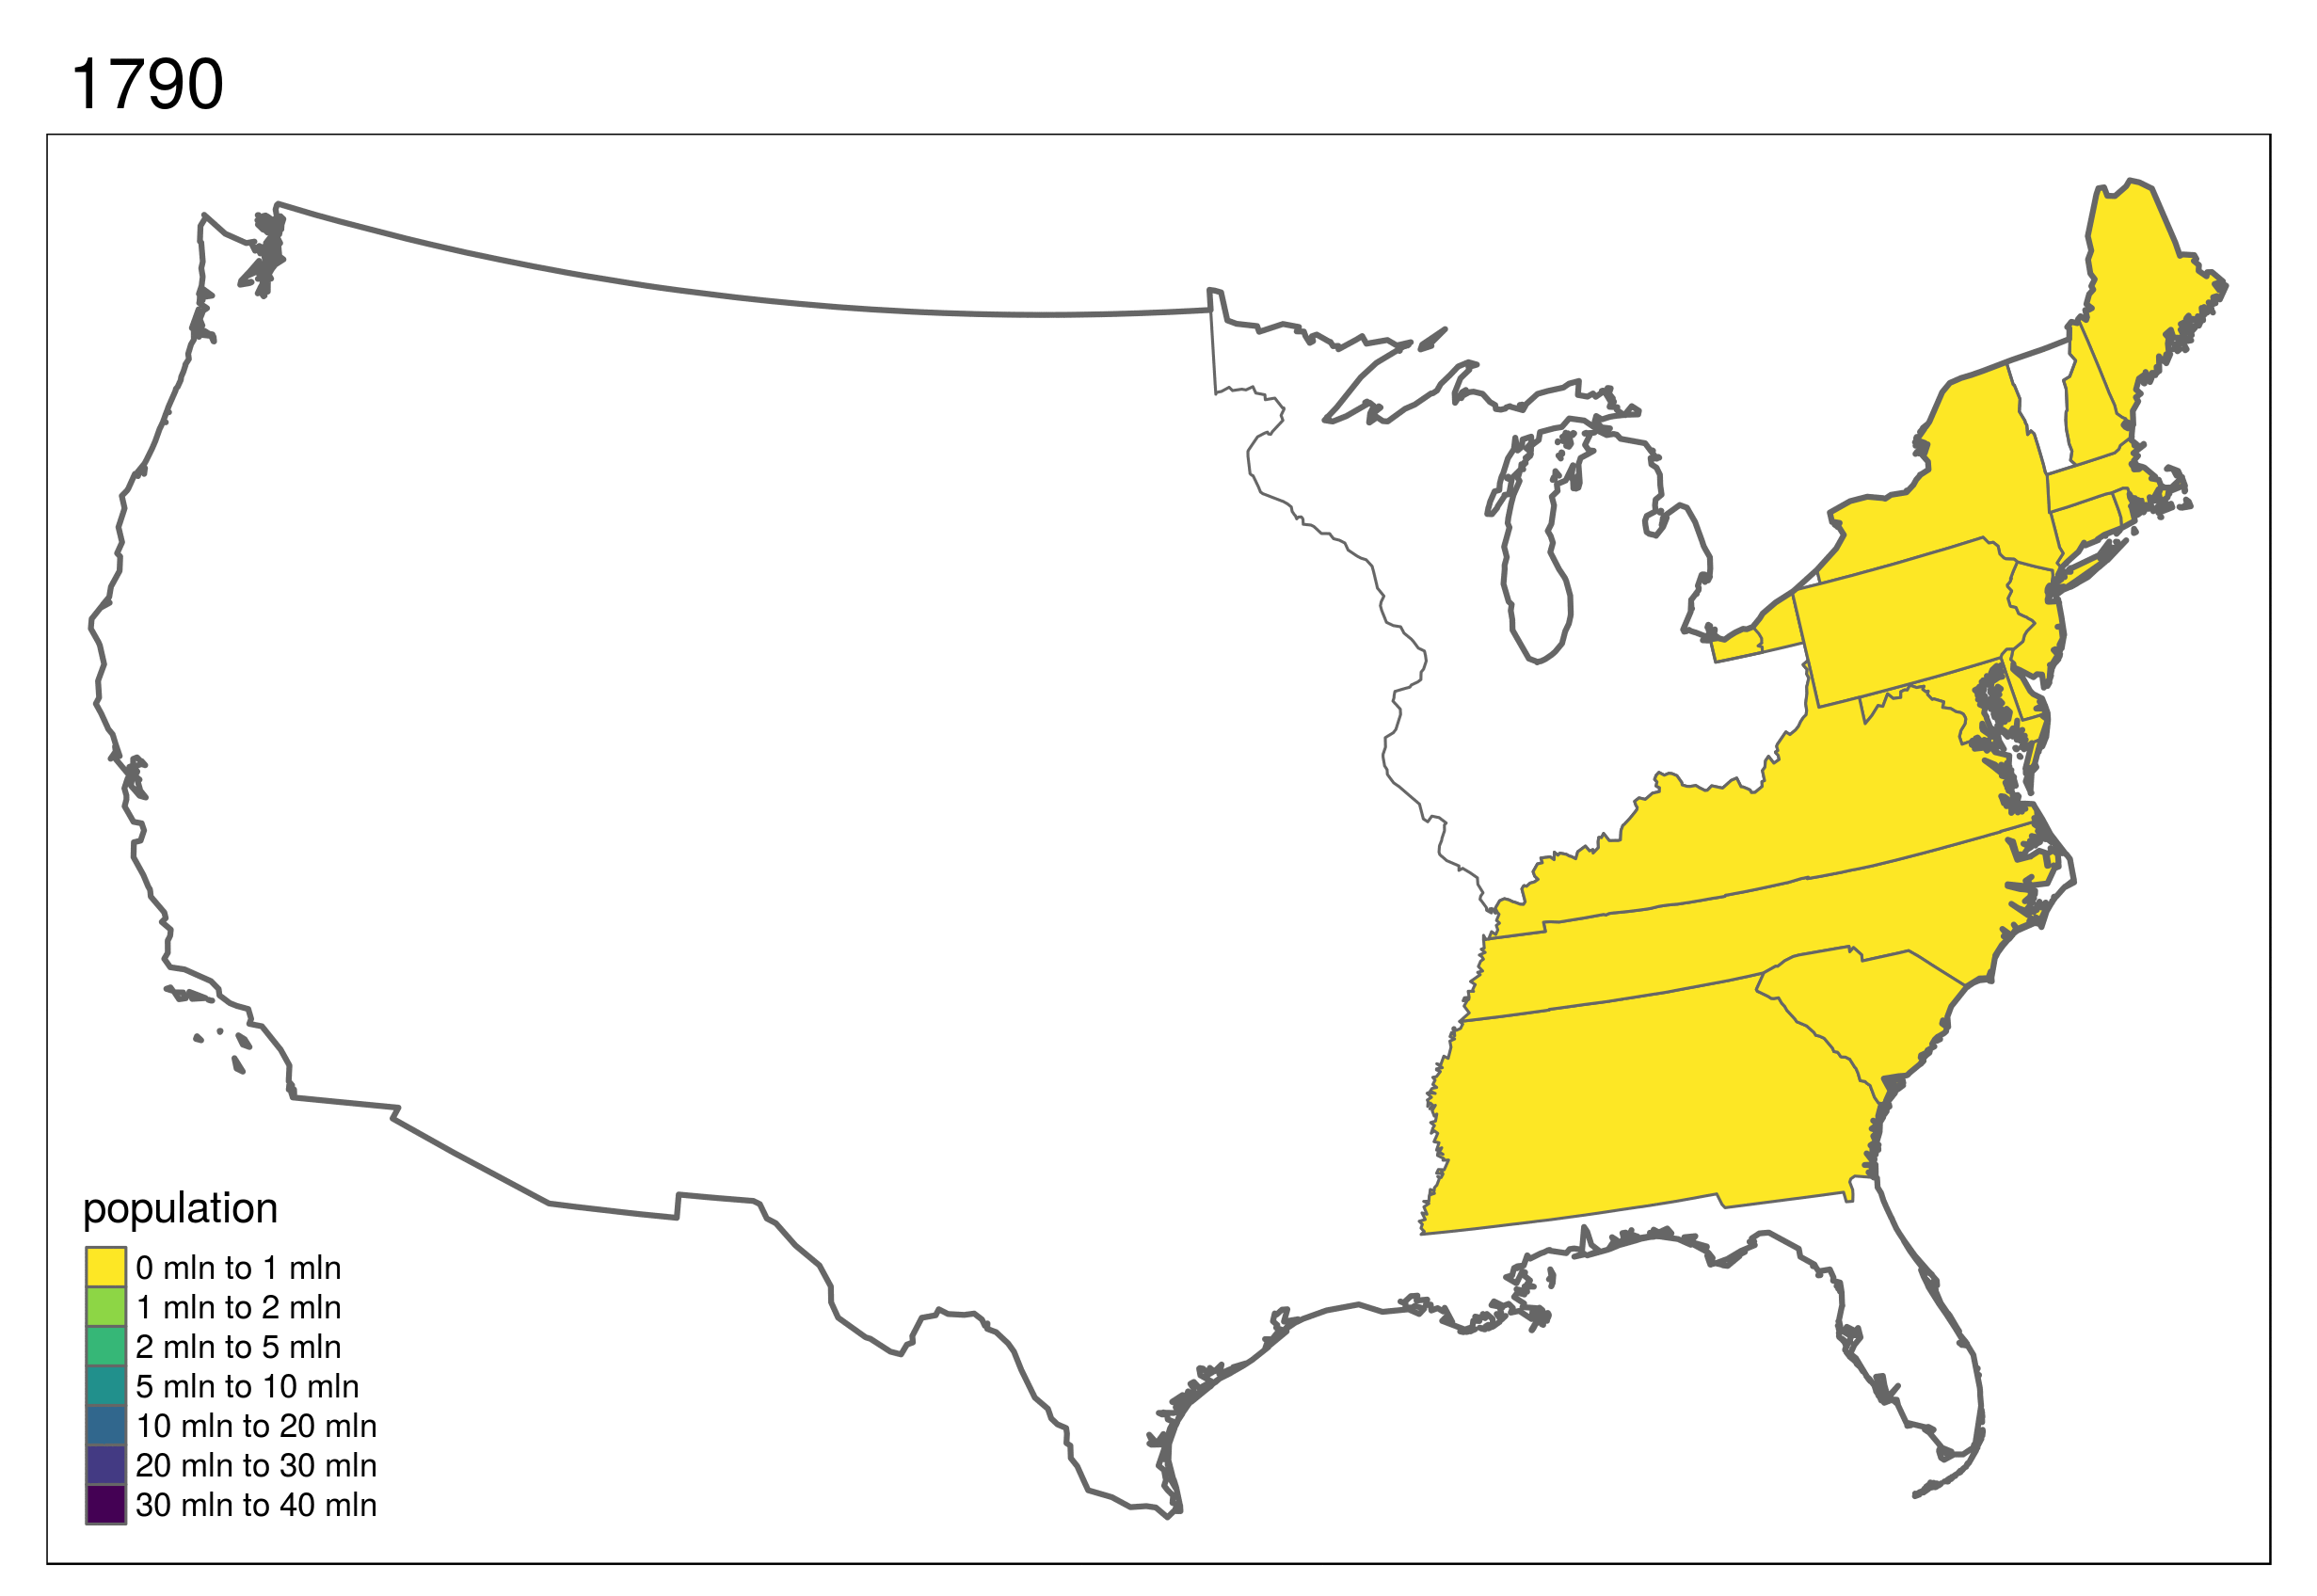 1790
population
0 mln to 1 mln
1 mln to 2 mln
2 mln to 5 mln
5 mln to 10 mln
10 mln to 20 mln
20 mln to 30 mln
30 mln to 40 mln